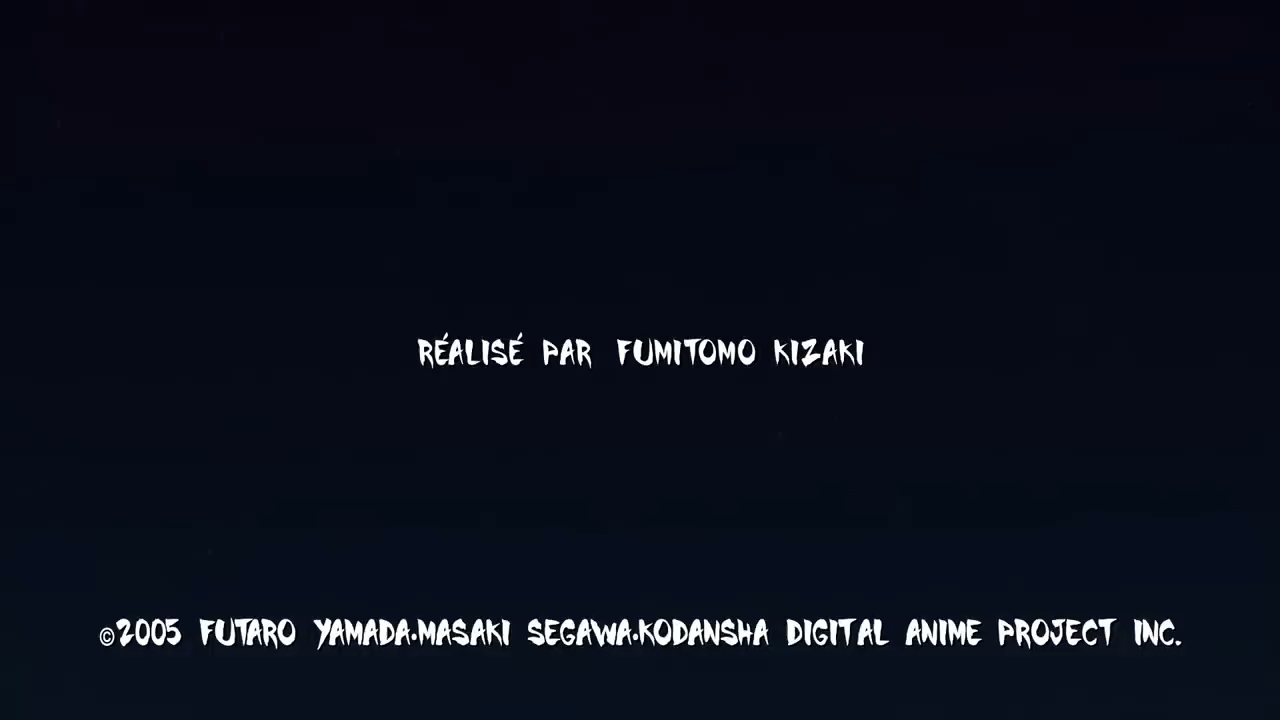 RÉALISÉ PAR FUMITOMO KIZAKI
©2005 FUTARO YAMADA·MASAKI SEGAWA·KODANSHA DIGITAL ANIME PROJECT INC.